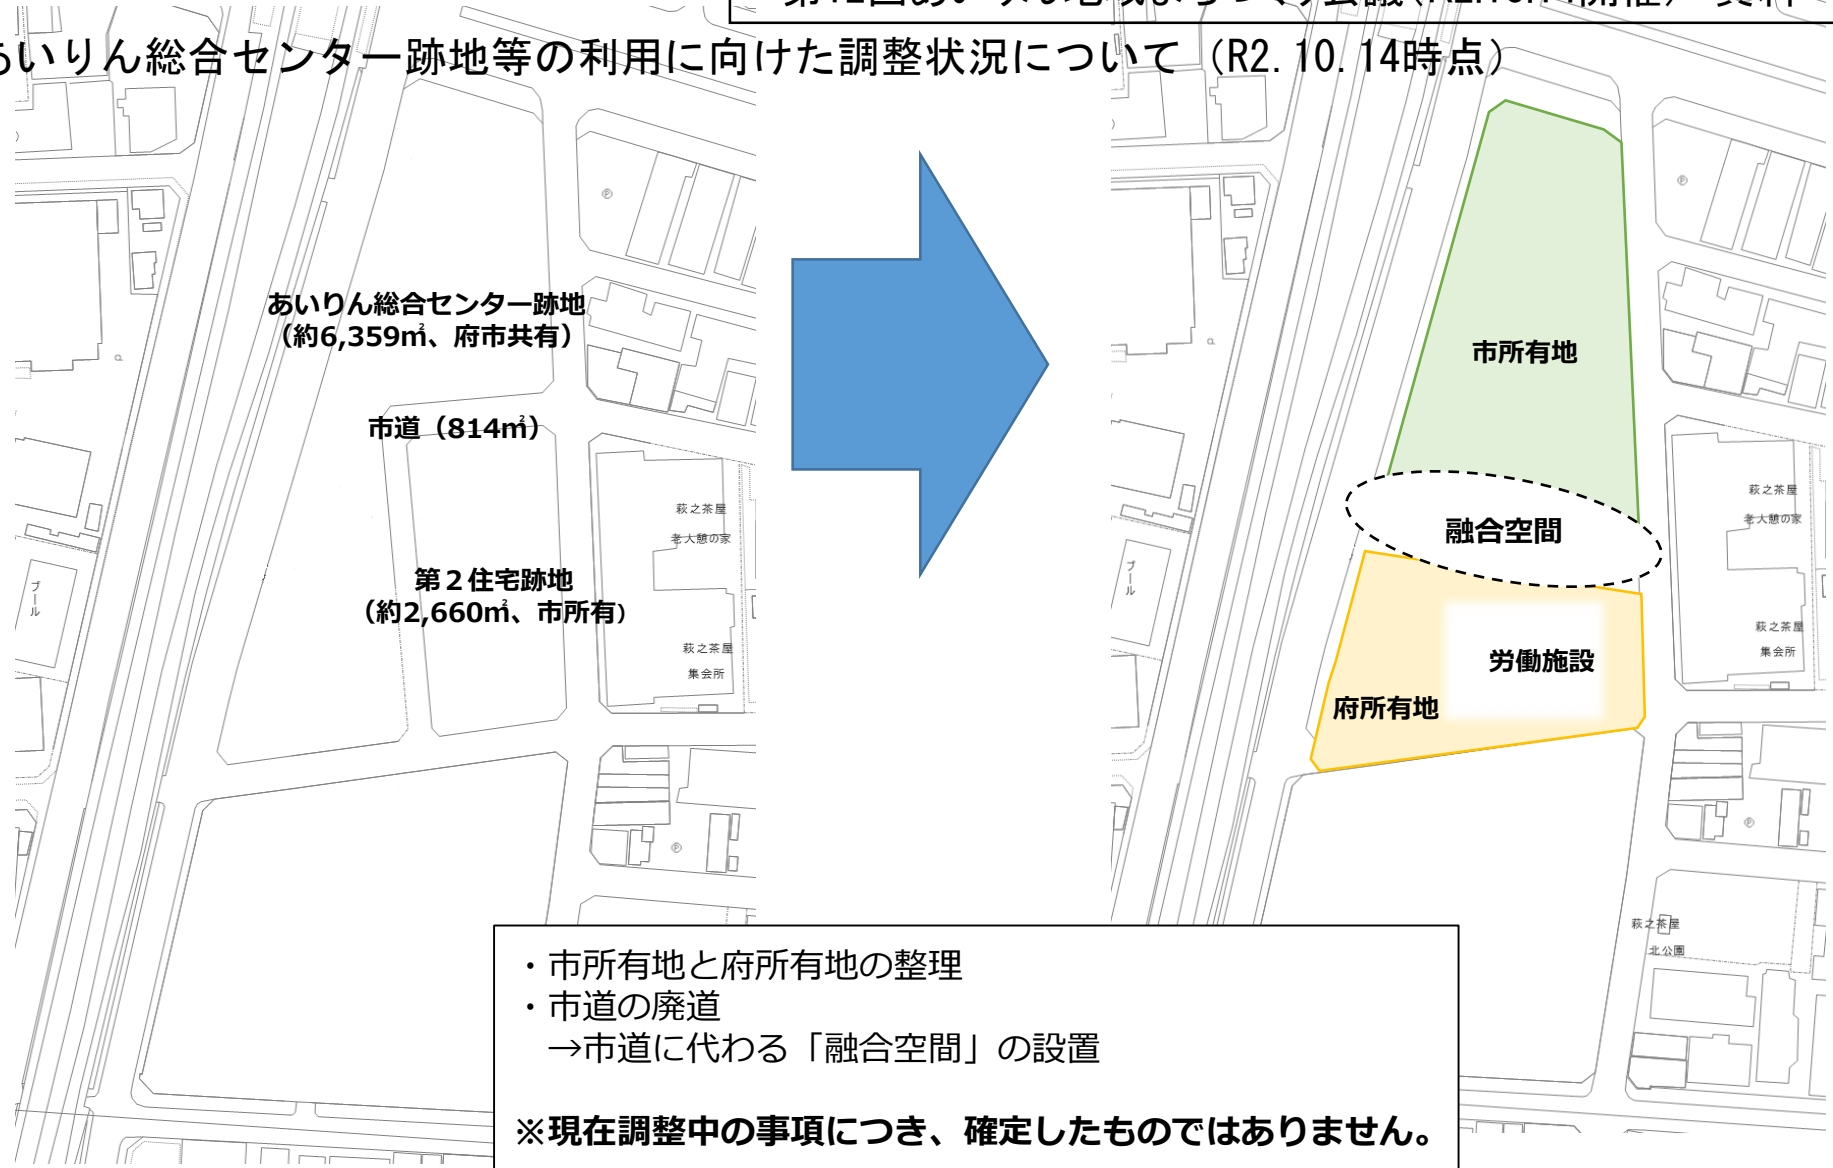 あいりん総合センター跡地等の利用に向けた調整状況について（R2.10.14時点）
あいりん総合センター跡地
（約6,359㎡、府市共有）
市道（814㎡）
第２住宅跡地
（約2,660㎡、市所有）
萩之茶屋
老人憩の家
萩之茶屋
集会所
プール
Ⓟ
Ⓟ
市所有地
融合空間
労働施設
府所有地
萩之茶屋
老人憩の家
萩之茶屋
集会所
プール
Ⓟ
Ⓟ
萩之茶屋
北公園
・市所有地と府所有地の整理
・市道の廃道
→市道に代わる「融合空間」の設置
※現在調整中の事項につき、確定したものではありません。